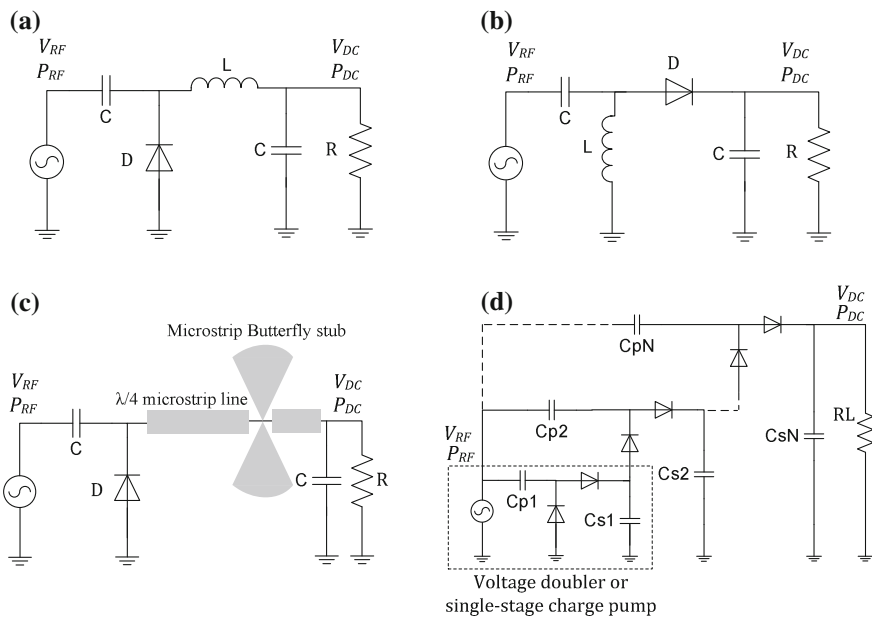 (a)
V_RF
P_RF
C
D
L
C
V_DC
P_DC
R
(b)
V_RF
P_RF
C
L
D
C
V_DC
P_DC
R
(c)
Microstrip Butterfly stub
λ/4 microstrip line
V_RF
P_RF
C
D
V_DC
P_DC
C
R
(d)
V_DC
P_DC
CpN
CsN
RL
V_RF
P_RF
Cp2
Cs2
Cp1
Cs1
Voltage doubler or
single-stage charge pump